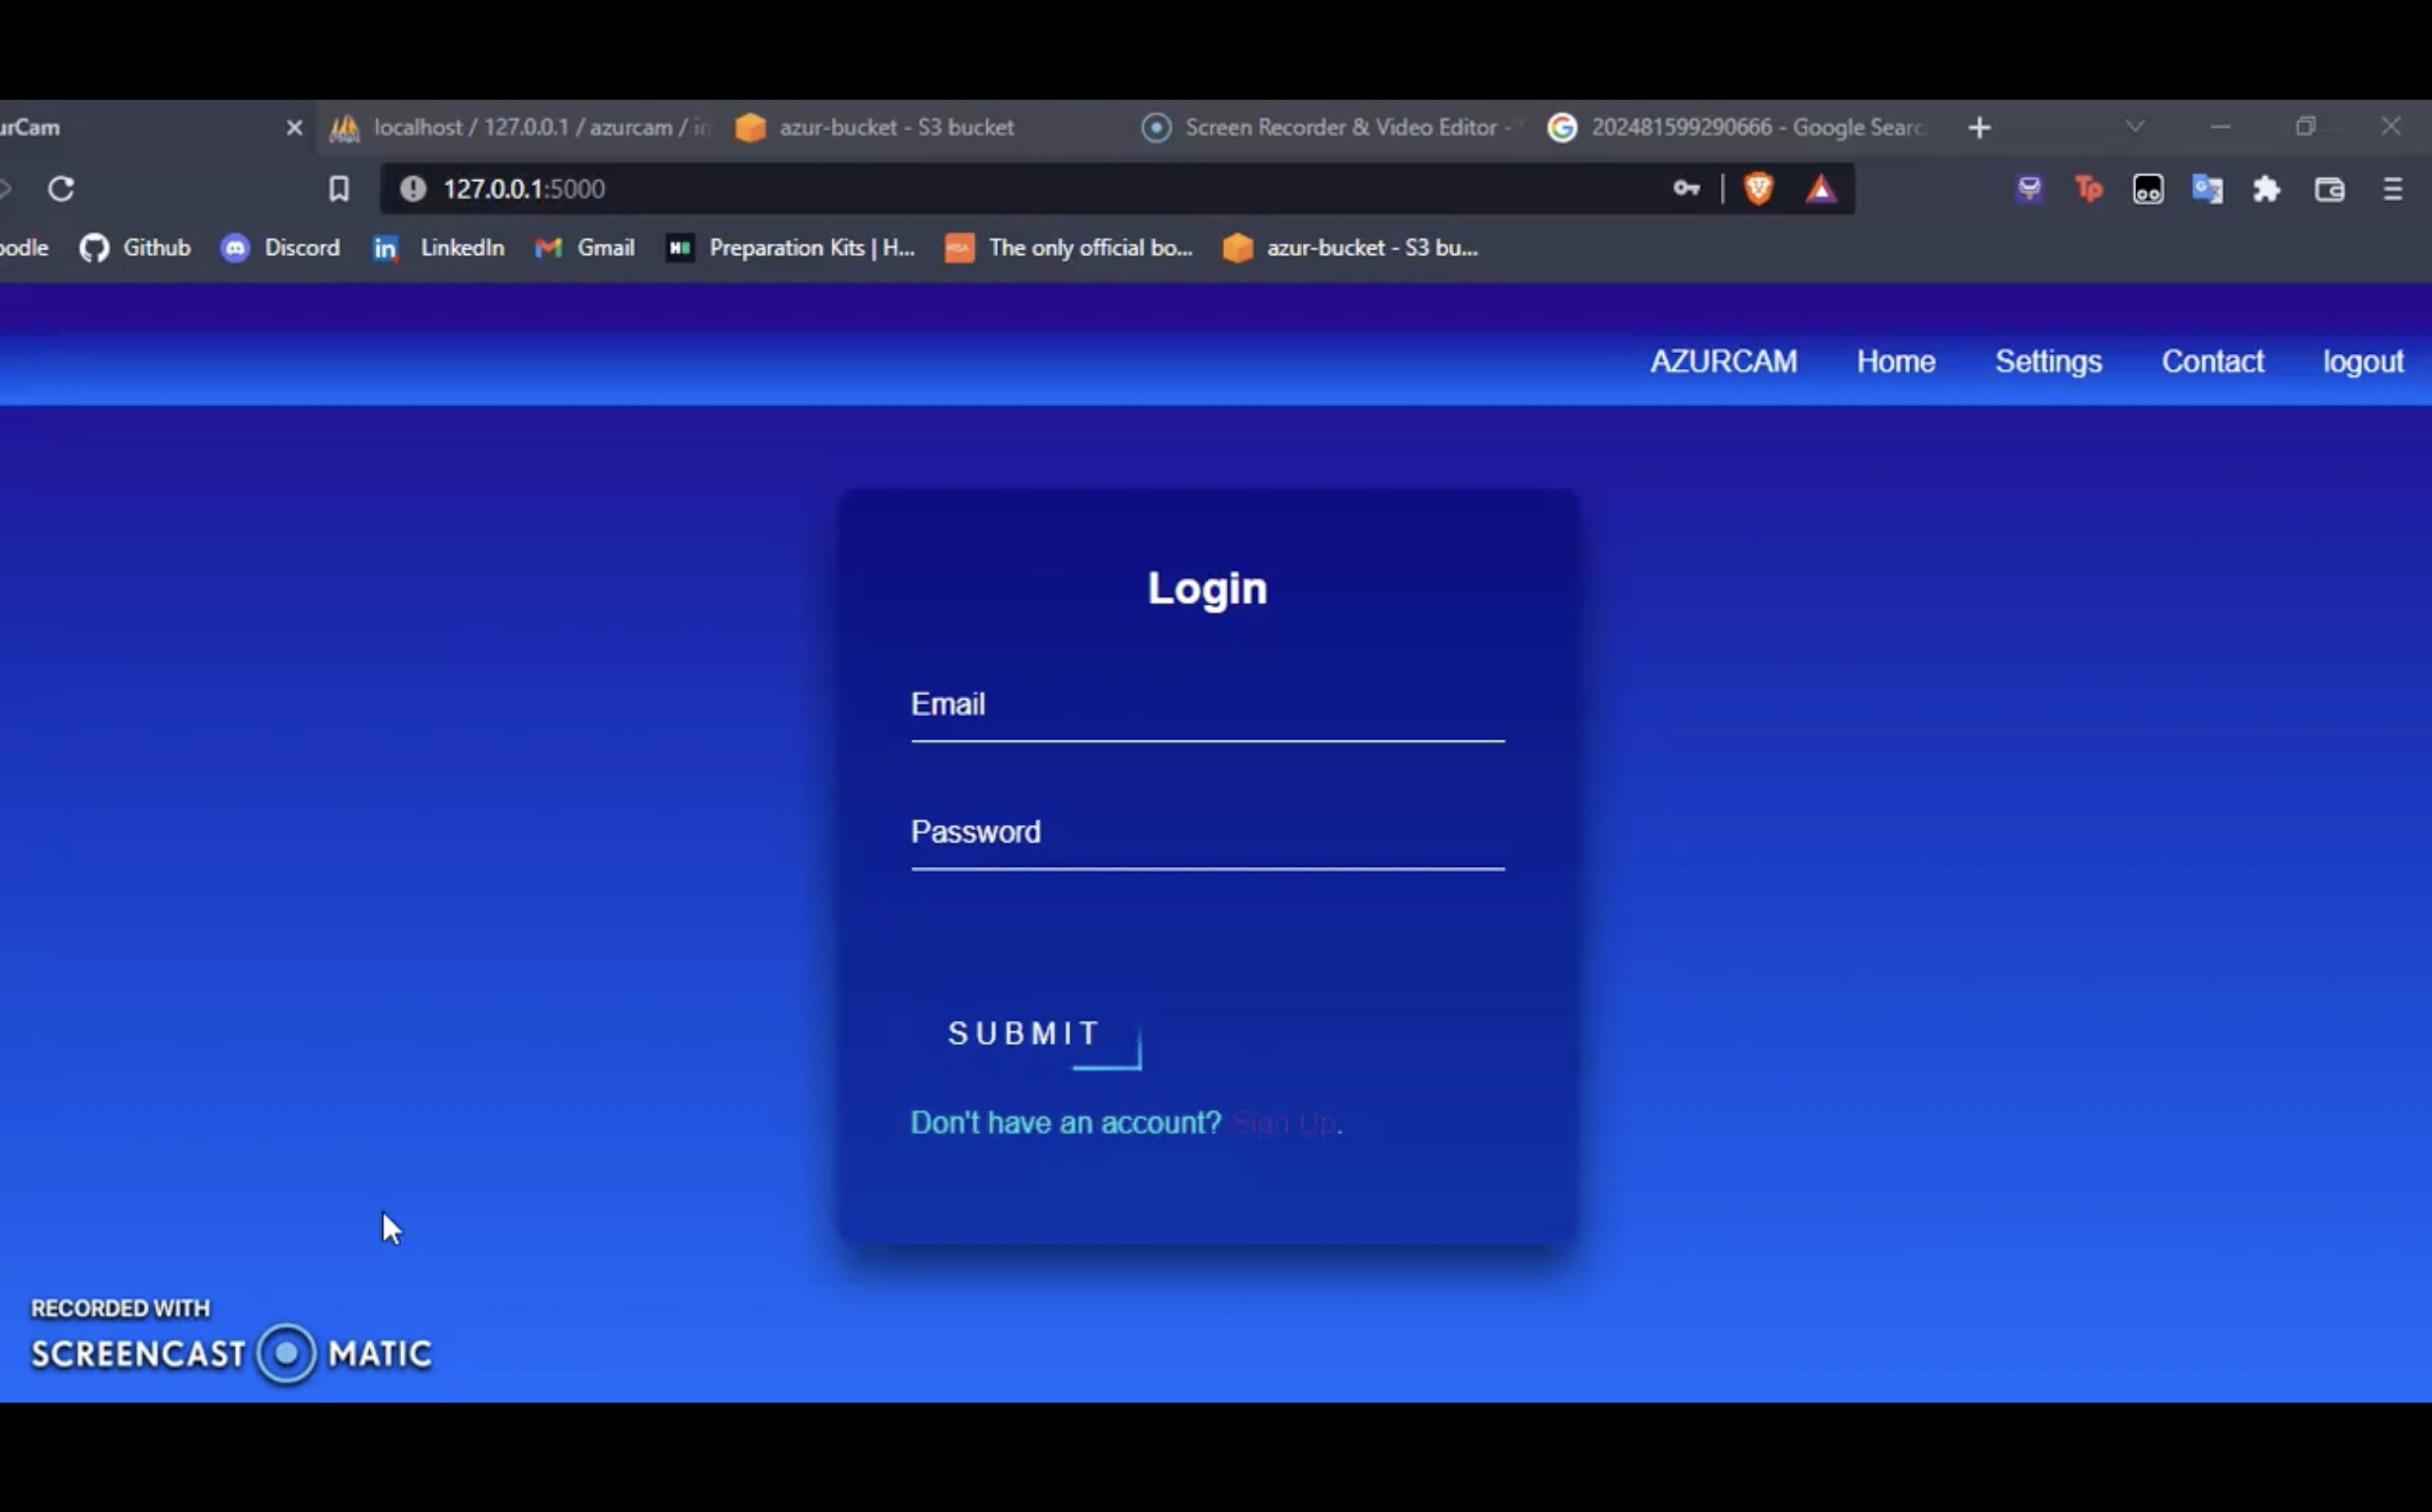 urCam
localhost / 127.0.0.1 / azurcam / in
azur-bucket - S3 bucket
Screen Recorder & Video Editor -
202481599290666 - Google Searc
127.0.0.1:5000
oodle
Github
Discord
LinkedIn
Gmail
Preparation Kits | H...
The only official bo...
azur-bucket - S3 bu...
AZURCAM
Home
Settings
Contact
logout
Login
Email
Password
SUBMIT
Don't have an account? Sign Up.
RECORDED WITH
SCREENCAST MATIC